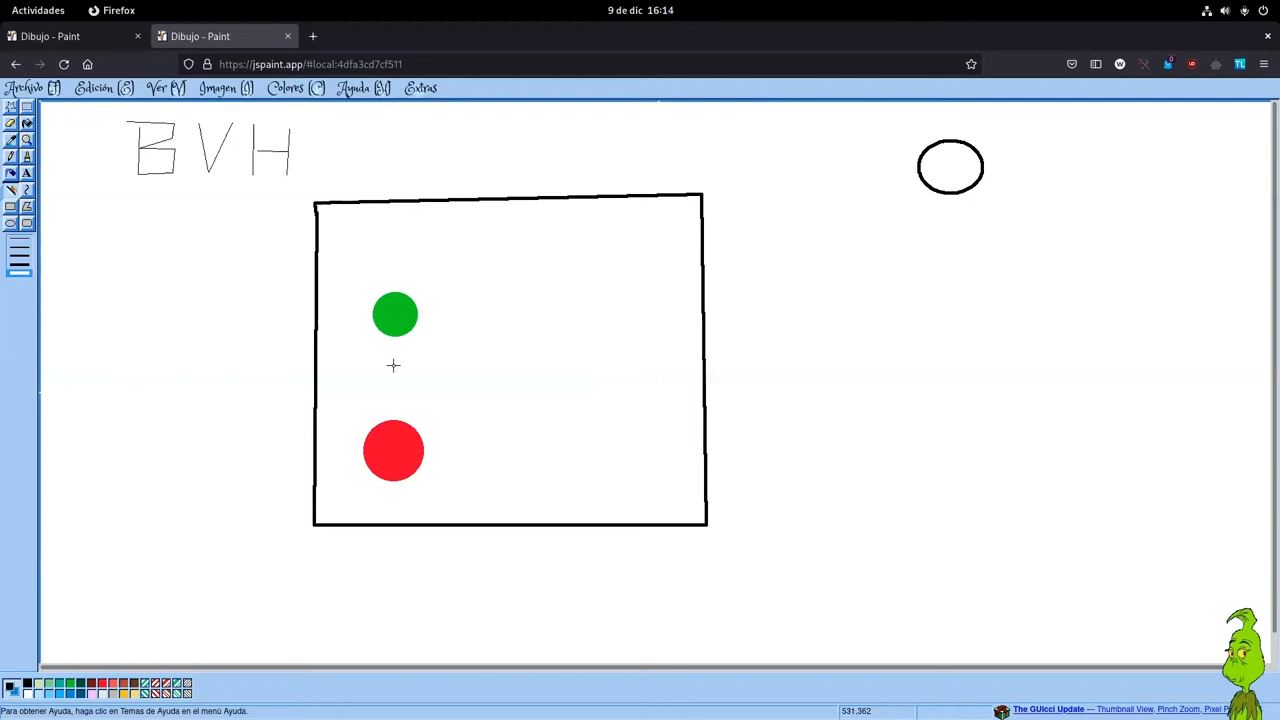 Actividades Firefox 9 de dic 16:14
Dibujo - Paint × Dibujo - Paint × +
https://jspaint.app/#local:4dfa3cd7cf511
Archivo (F) Edición (E) Ver (V) Imagen (I) Colores (C) Ayuda (H) Extras
BVH
Para obtener Ayuda, haga clic en Temas de Ayuda en el menú Ayuda. 531,362 The GUIcci Update — Thumbnail View, Pinch Zoom, Pixel